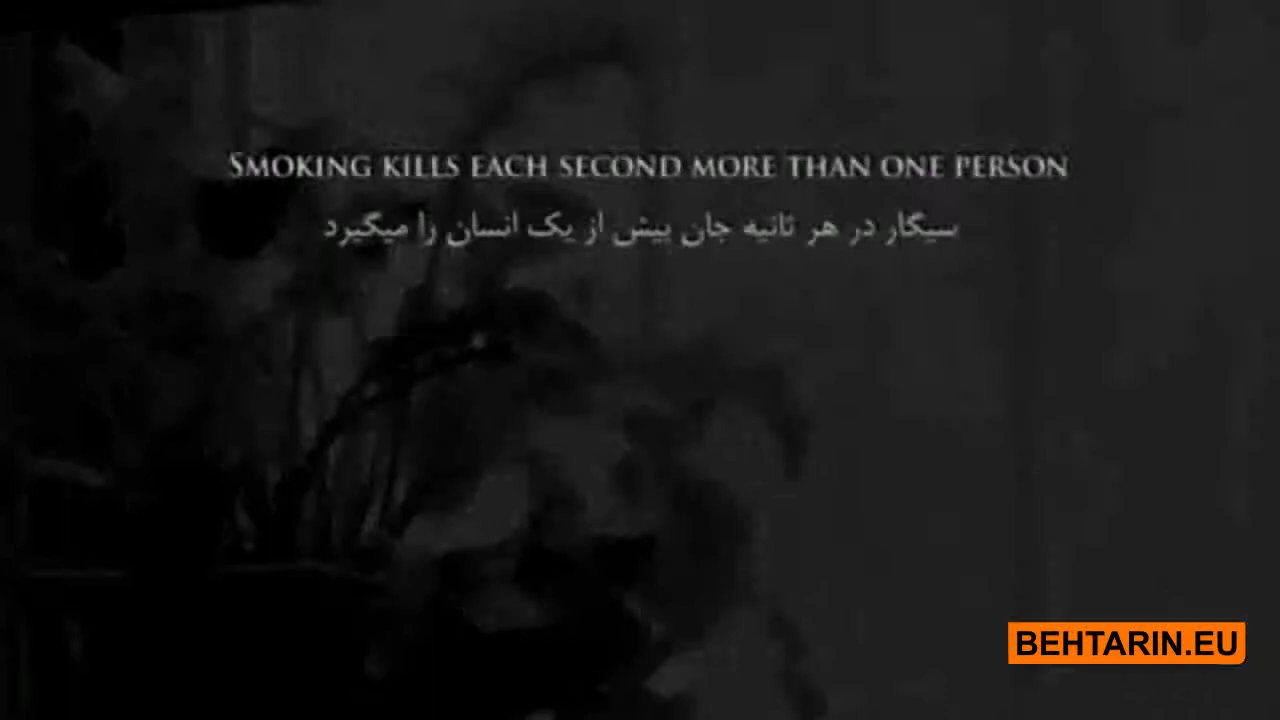 SMOKING KILLS EACH SECOND MORE THAN ONE PERSON
سیگار در هر ثانیه جان بیش از یک انسان را میگیرد
BEHTARIN.EU